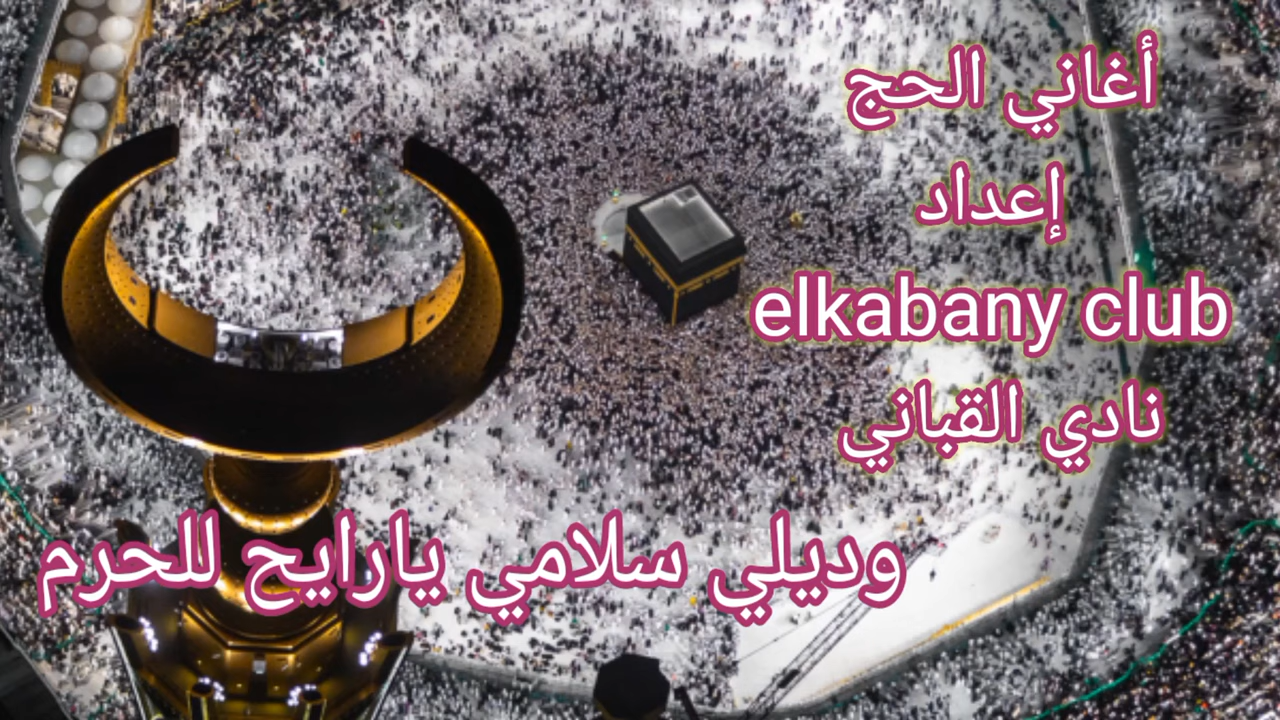 أغاني الحج
إعداد
elkabany club
نادي القباني
وديلي سلامي يارايح للحرم